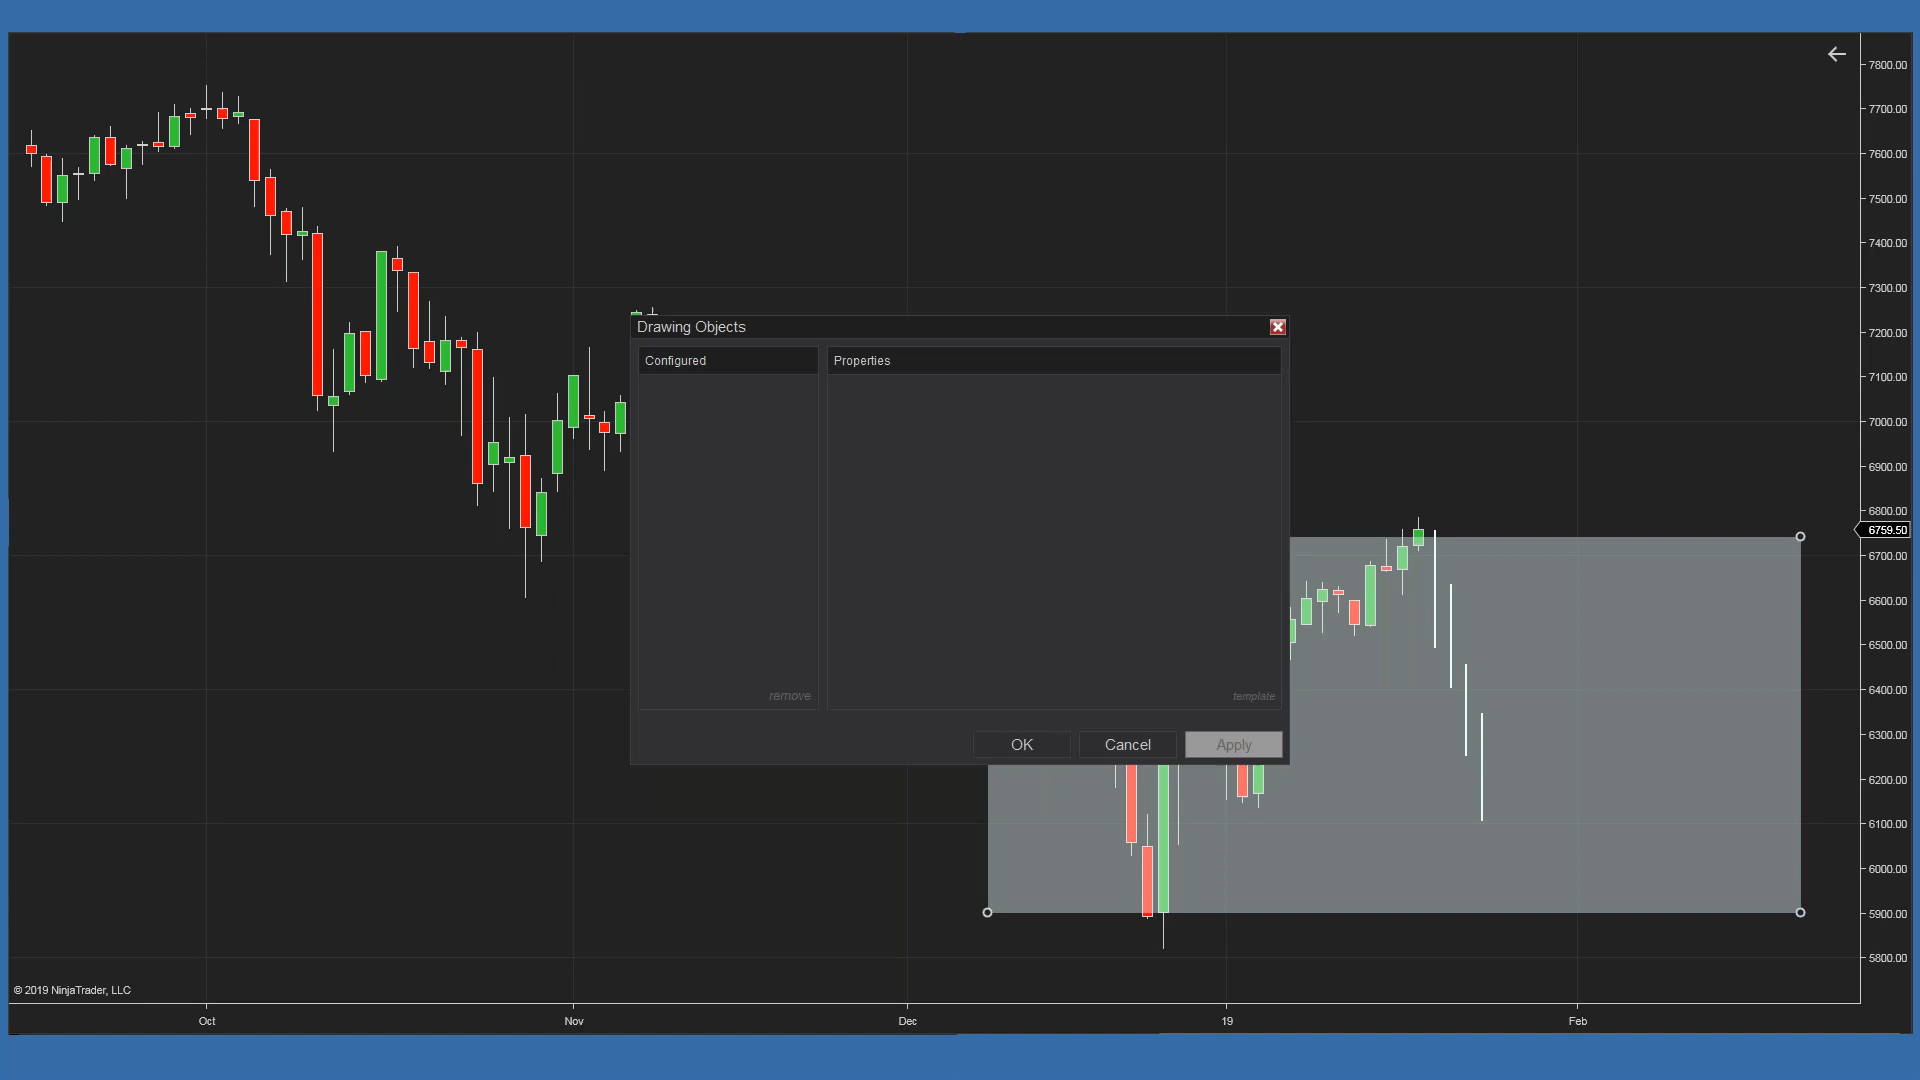 7800.00
7700.00
7600.00
7500.00
7400.00
7300.00
7200.00
7100.00
7000.00
6900.00
6800.00
6759.50
6700.00
6600.00
6500.00
6400.00
6300.00
6200.00
6100.00
6000.00
5900.00
5800.00
Drawing Objects
Configured
Properties
remove
template
OK Cancel Apply
© 2019 NinjaTrader, LLC
Oct Nov Dec 19 Feb